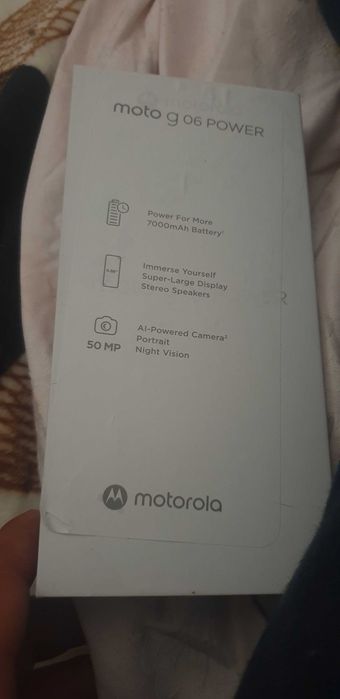 moto g 06 POWER
Power For More
7000mAh Battery¹
Immerse Yourself
Super-Large Display
Stereo Speakers
AI-Powered Camera²
Portrait
Night Vision
50 MP
motorola